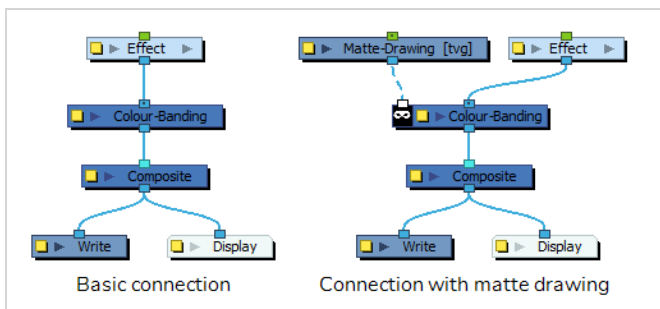 Effect
Colour-Banding
Composite
Write
Display
Basic connection
Matte-Drawing [tvg]
Effect
Colour-Banding
Composite
Write
Display
Connection with matte drawing